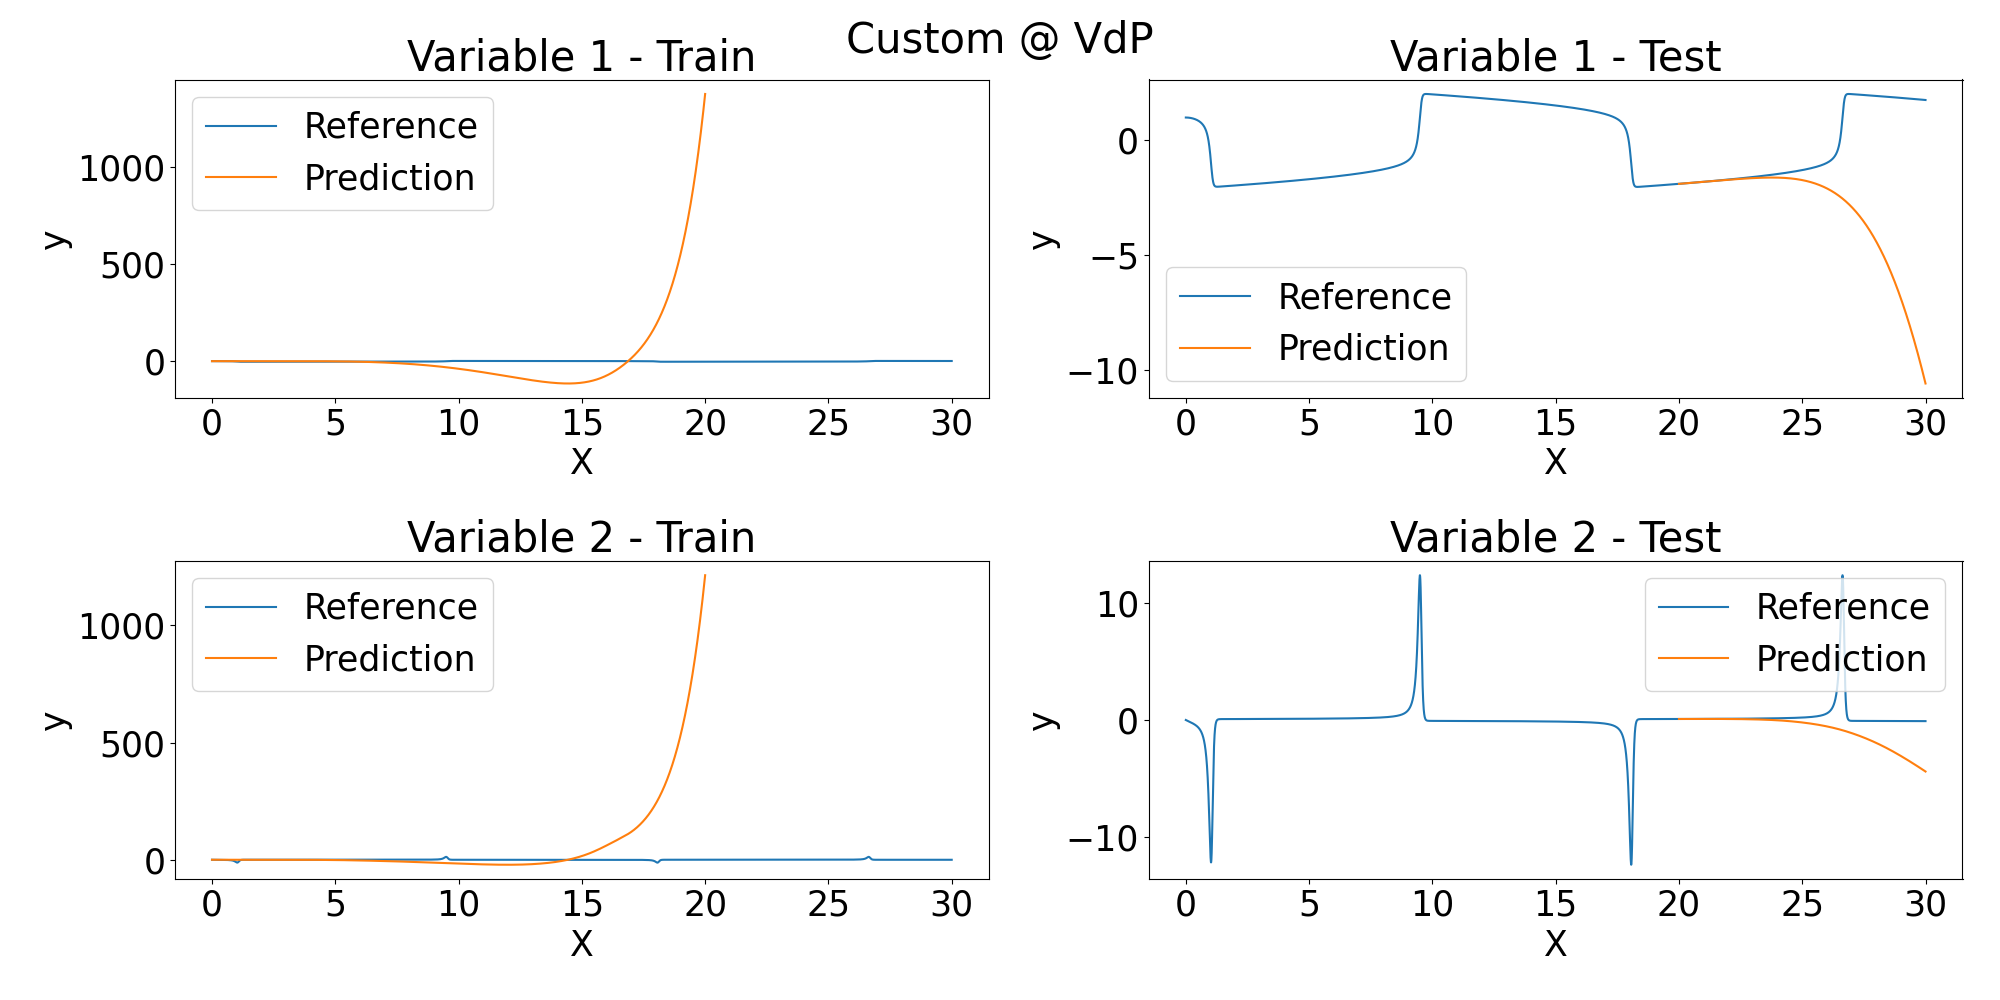 Custom @ VdP
Variable 1 - Train
Reference
Prediction
1000
500
0
y
0 5 10 15 20 25 30
X
Variable 1 - Test
0
−5
−10
y
Reference
Prediction
0 5 10 15 20 25 30
X
Variable 2 - Train
Reference
Prediction
1000
500
0
y
0 5 10 15 20 25 30
X
Variable 2 - Test
Reference
Prediction
10
0
−10
y
0 5 10 15 20 25 30
X